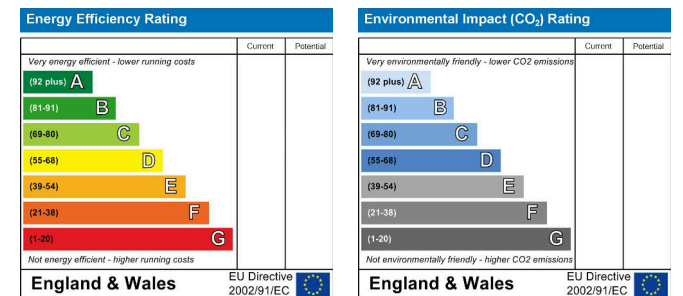 Energy Efficiency Rating
Current Potential
Very energy efficient - lower running costs
(92 plus) A
(81-91) B
(69-80) C
(55-68) D
(39-54) E
(21-38) F
(1-20) G
Not energy efficient - higher running costs
England & Wales
EU Directive
2002/91/EC
Environmental Impact (CO₂) Rating
Current Potential
Very environmentally friendly - lower CO2 emissions
(92 plus) A
(81-91) B
(69-80) C
(55-68) D
(39-54) E
(21-38) F
(1-20) G
Not environmentally friendly - higher CO2 emissions
England & Wales
EU Directive
2002/91/EC